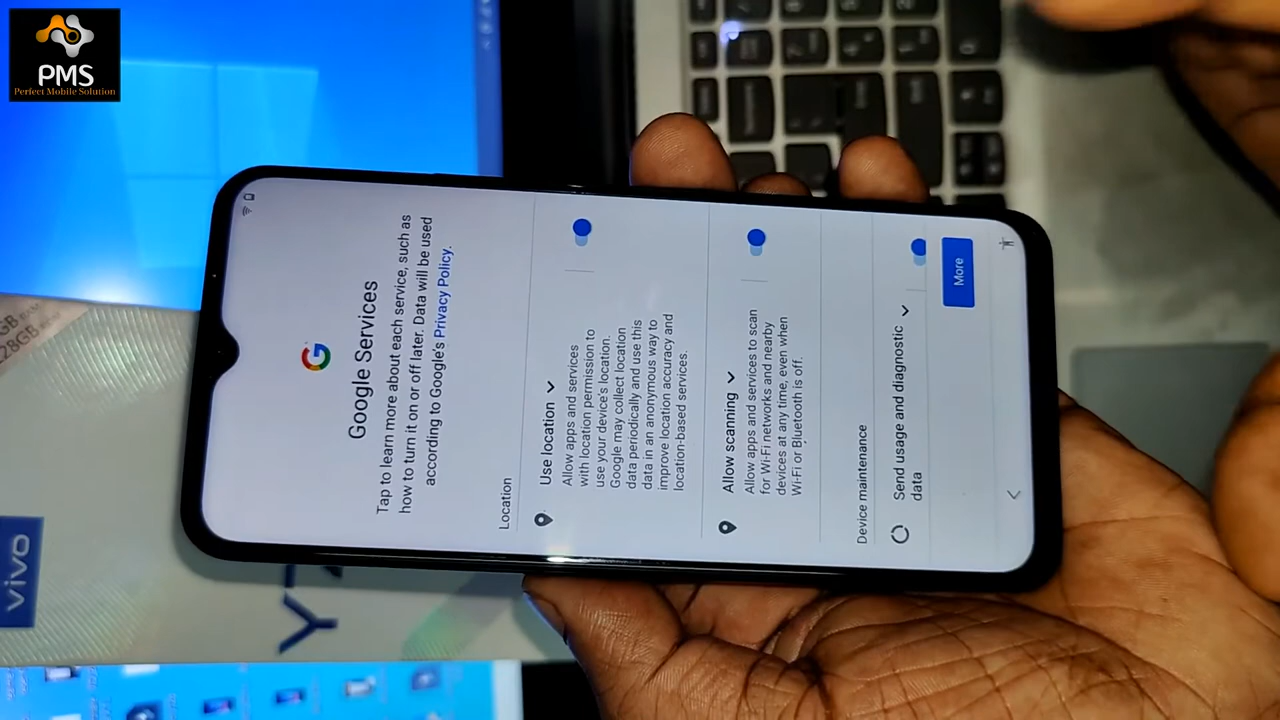 PMS
Perfect Mobile Solution
Google Services
Tap to learn more about each service, such as
how to turn it on or off later. Data will be used
according to Google's Privacy Policy.
Location
Use location
Allow apps and services
with location permission to
use your device's location.
Google may collect location
data periodically and use this
data in an anonymous way to
improve location accuracy and
location-based services.
Allow scanning
Allow apps and services to scan
for Wi-Fi networks and nearby
devices at any time, even when
Wi-Fi or Bluetooth is off.
Device maintenance
Send usage and diagnostic
data
More
vivo